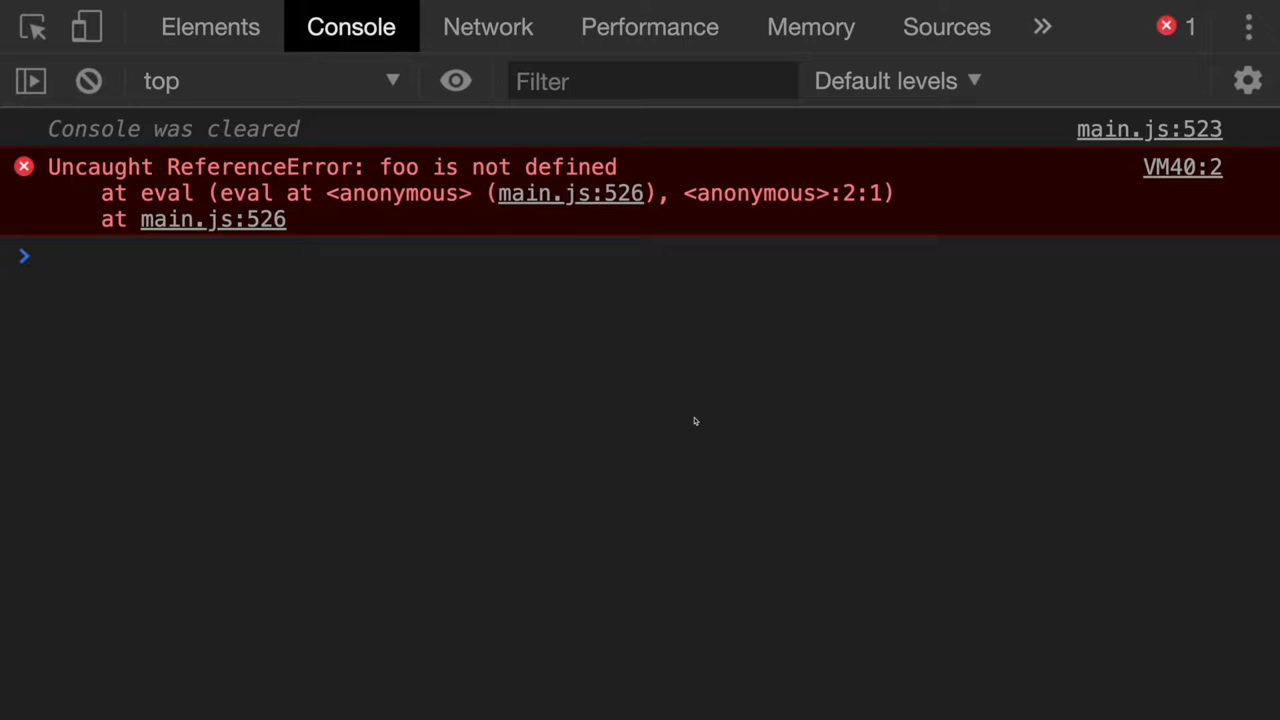 Elements Console Network Performance Memory Sources » 1
top ▼ Filter Default levels ▼
Console was cleared main.js:523
Uncaught ReferenceError: foo is not defined VM40:2
at eval (eval at <anonymous> (main.js:526), <anonymous>:2:1)
at main.js:526